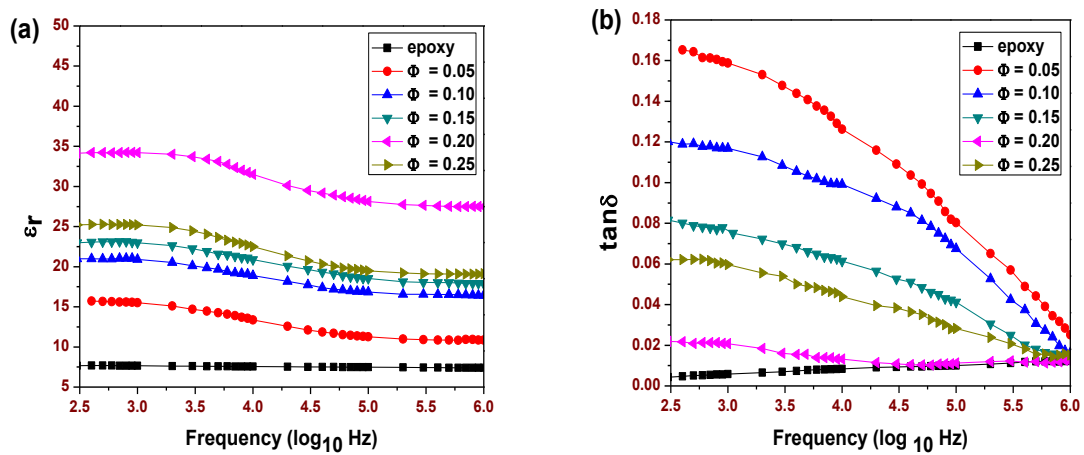 (a)
50
45
40
35
30
25
20
15
10
5
εr
2.5 3.0 3.5 4.0 4.5 5.0 5.5 6.0
Frequency (log10 Hz)
epoxy
Φ = 0.05
Φ = 0.10
Φ = 0.15
Φ = 0.20
Φ = 0.25
(b)
0.18
0.16
0.14
0.12
0.10
0.08
0.06
0.04
0.02
0.00
tanδ
2.5 3.0 3.5 4.0 4.5 5.0 5.5 6.0
Frequency (log10 Hz)
epoxy
Φ = 0.05
Φ = 0.10
Φ = 0.15
Φ = 0.20
Φ = 0.25